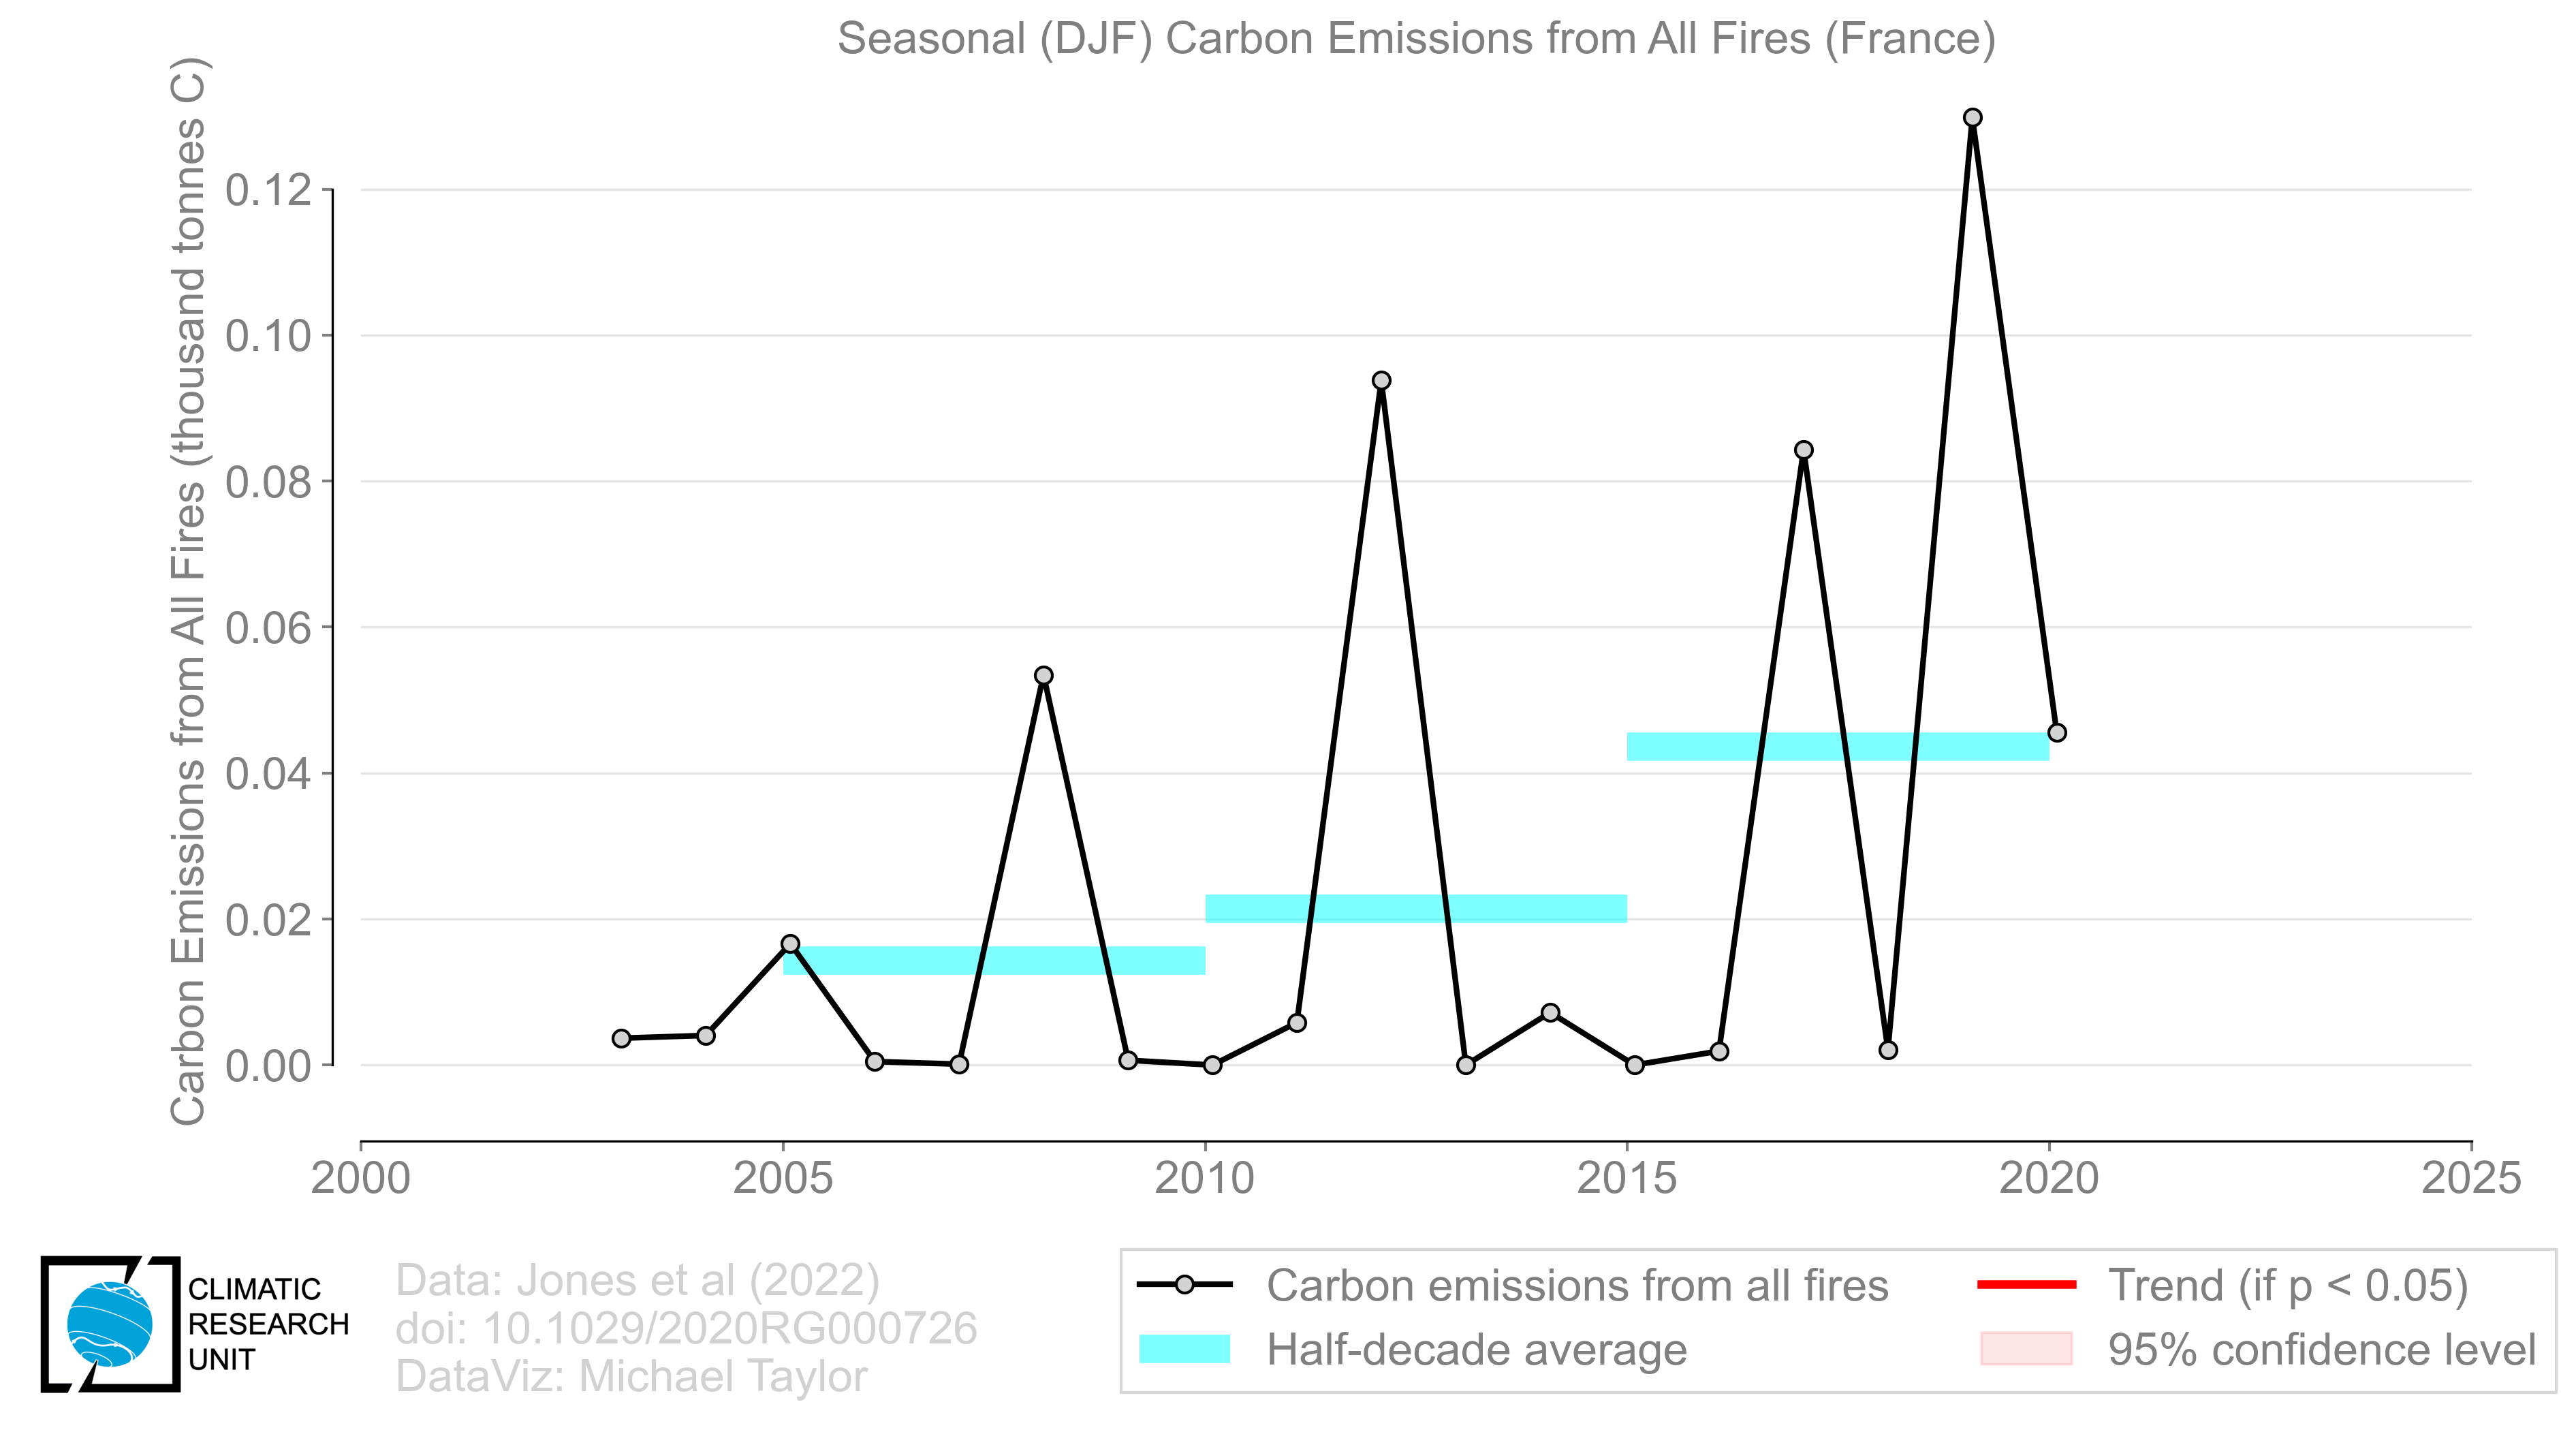 Seasonal (DJF) Carbon Emissions from All Fires (France)
Carbon Emissions from All Fires (thousand tonnes C)
0.12
0.10
0.08
0.06
0.04
0.02
0.00
2000 2005 2010 2015 2020 2025
CLIMATIC
RESEARCH
UNIT
Data: Jones et al (2022)
doi: 10.1029/2020RG000726
DataViz: Michael Taylor
Carbon emissions from all fires
Half-decade average
Trend (if p < 0.05)
95% confidence level